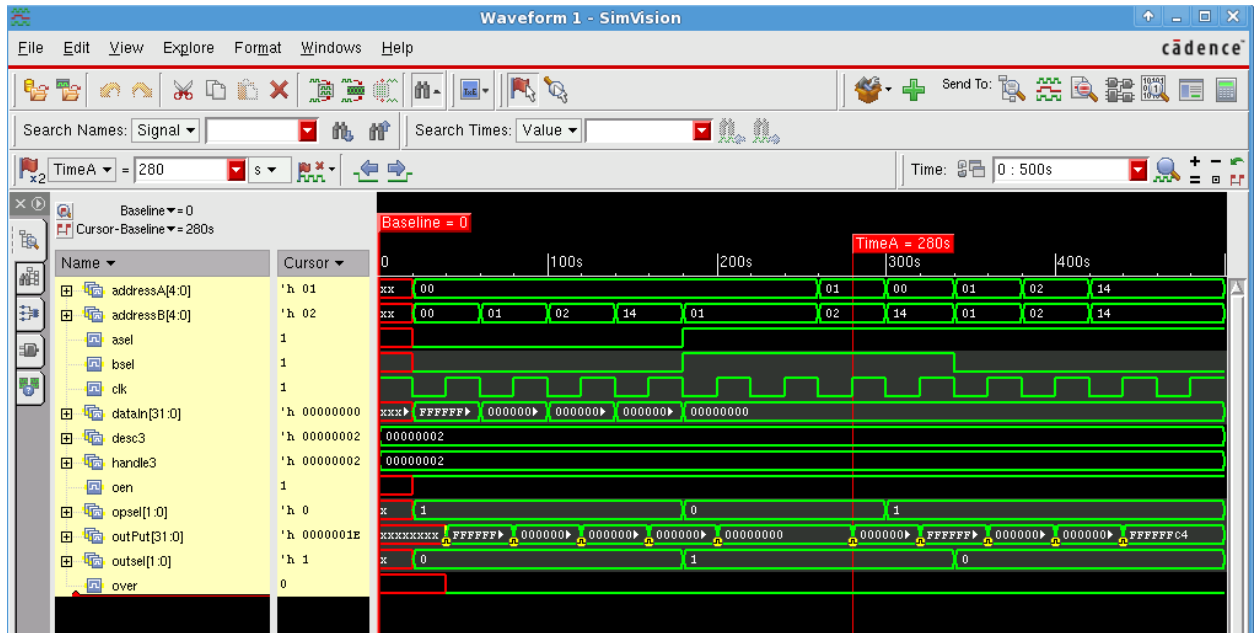 Waveform 1 - SimVision
File Edit View Explore Format Windows Help
cādence
Send To:
Search Names: Signal
Search Times: Value
x2 TimeA = 280 s
Time: 0 : 500s
Baseline = 0
Cursor-Baseline = 280s
Baseline = 0
TimeA = 280s
Name Cursor 0 100s 200s 300s 400s
addressA[4:0] 'h 01 xx 00 01 00 01 02 14
addressB[4:0] 'h 02 xx 00 01 02 14 01 02 14 01 02 14
asel 1
bsel 1
clk 1
dataIn[31:0] 'h 00000000 xxx FFFFFF 000000 000000 000000 00000000
desc3 'h 00000002 00000002
handle3 'h 00000002 00000002
oen 1
opsel[1:0] 'h 0 x 1 0 1
outPut[31:0] 'h 0000001E xxxxxxxx FFFFFF 000000 000000 000000 00000000 000000 FFFFFF 000000 000000 FFFFFFC4
outsel[1:0] 'h 1 x 0 1 0
over 0